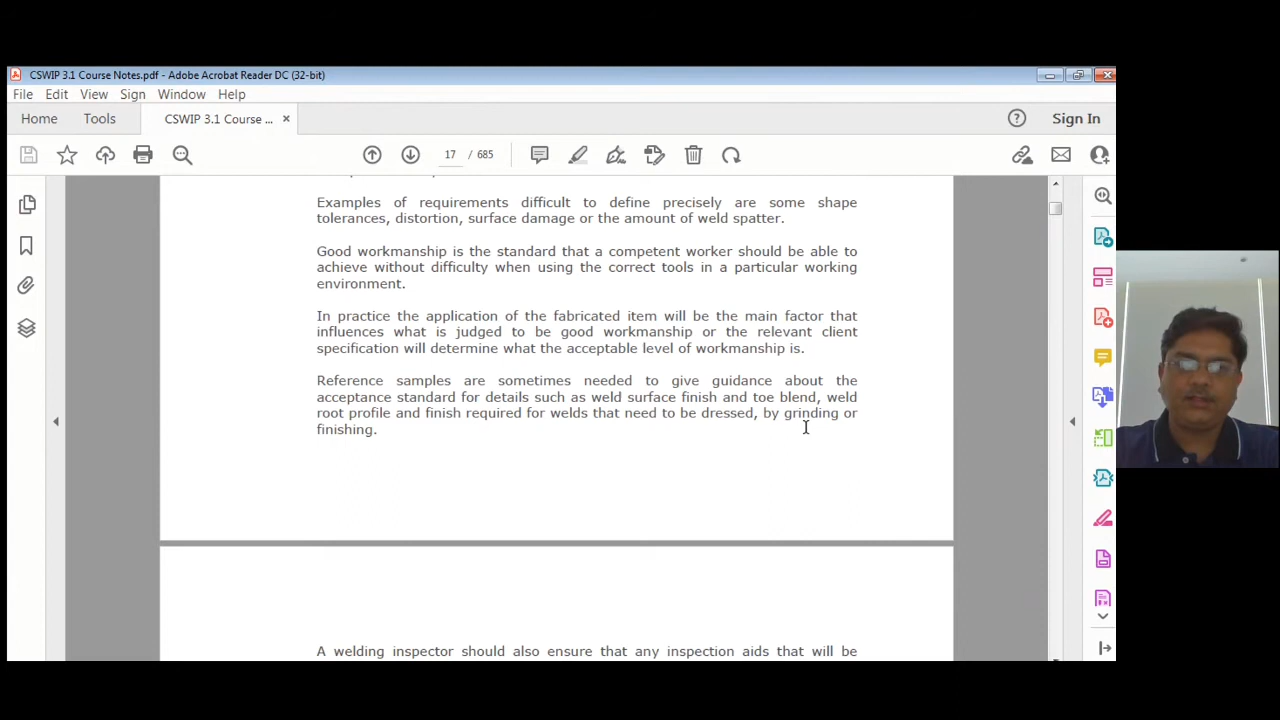 CSWIP 3.1 Course Notes.pdf - Adobe Acrobat Reader DC (32-bit)
File Edit View Sign Window Help
Home Tools CSWIP 3.1 Course ... × ? Sign In
17 / 685
Examples of requirements difficult to define precisely are some shape
tolerances, distortion, surface damage or the amount of weld spatter.
Good workmanship is the standard that a competent worker should be able to
achieve without difficulty when using the correct tools in a particular working
environment.
In practice the application of the fabricated item will be the main factor that
influences what is judged to be good workmanship or the relevant client
specification will determine what the acceptable level of workmanship is.
Reference samples are sometimes needed to give guidance about the
acceptance standard for details such as weld surface finish and toe blend, weld
root profile and finish required for welds that need to be dressed, by grinding or
finishing.
A welding inspector should also ensure that any inspection aids that will be